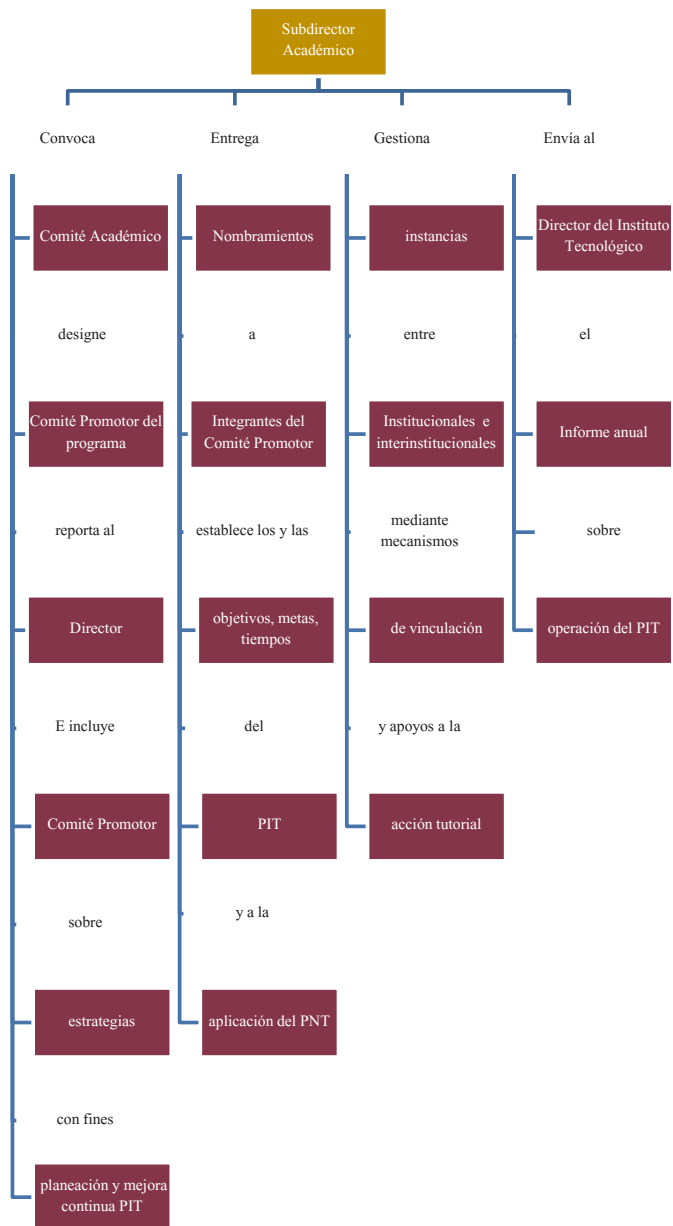 Subdirector
Académico
Convoca
Entrega
Gestiona
Envía al
Comité Académico
Nombramientos
instancias
Director del Instituto
Tecnológico
designe
a
entre
el
Comité Promotor del
programa
Integrantes del
Comité Promotor
Institucionales e
interinstitucionales
Informe anual
reporta al
establece los y las
mediante
mecanismos
sobre
Director
objetivos, metas,
tiempos
de vinculación
operación del PIT
E incluye
del
y apoyos a la
Comité Promotor
PIT
acción tutorial
sobre
y a la
estrategias
aplicación del PNT
con fines
planeación y mejora
continua PIT